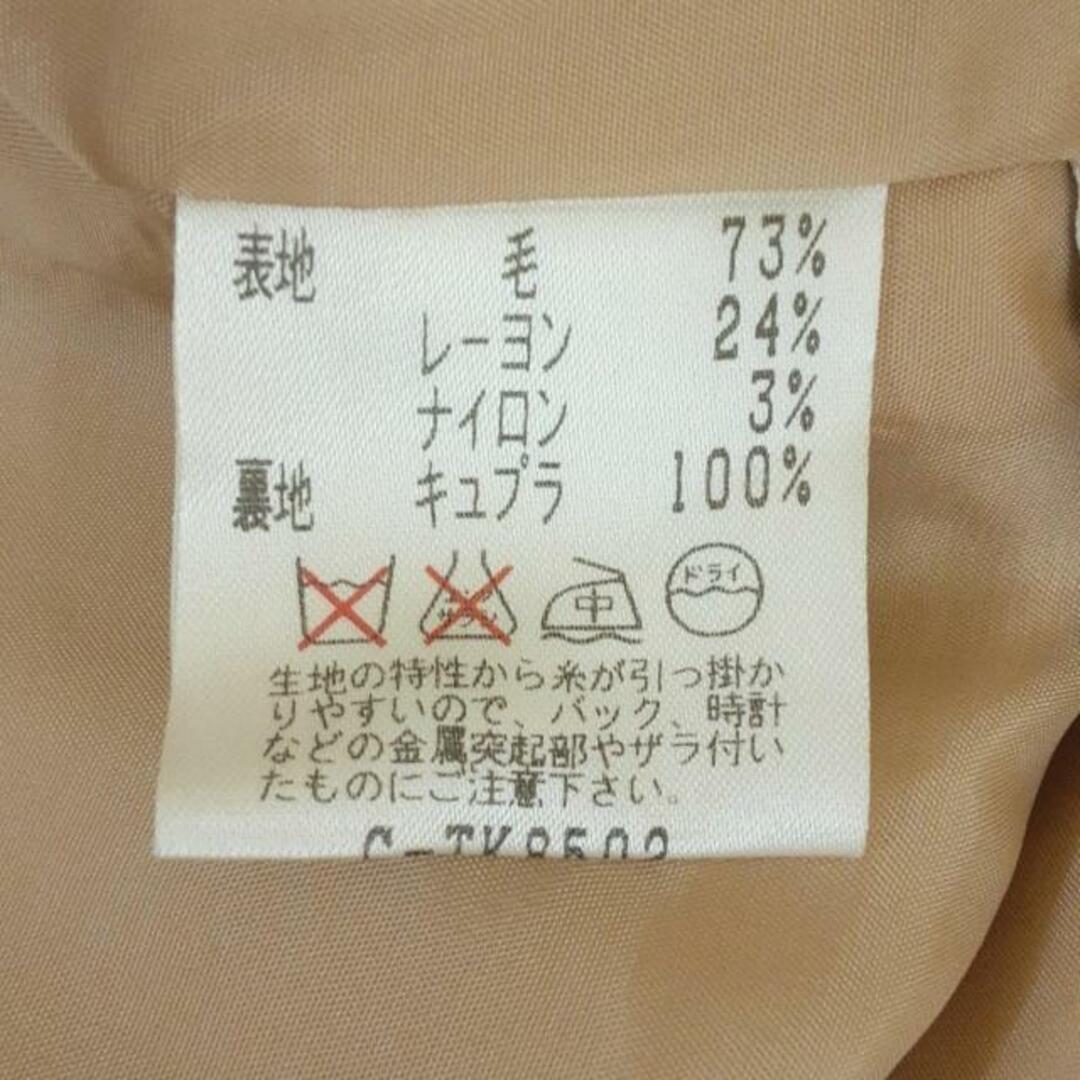 表地 毛 73%
レーヨン 24%
ナイロン 3%
裏地 キュプラ 100%
中 ドライ
生地の特性から糸が引っ掛か
りやすいので、バック、時計
などの金属突起部やザラ付い
たものにご注意下さい。